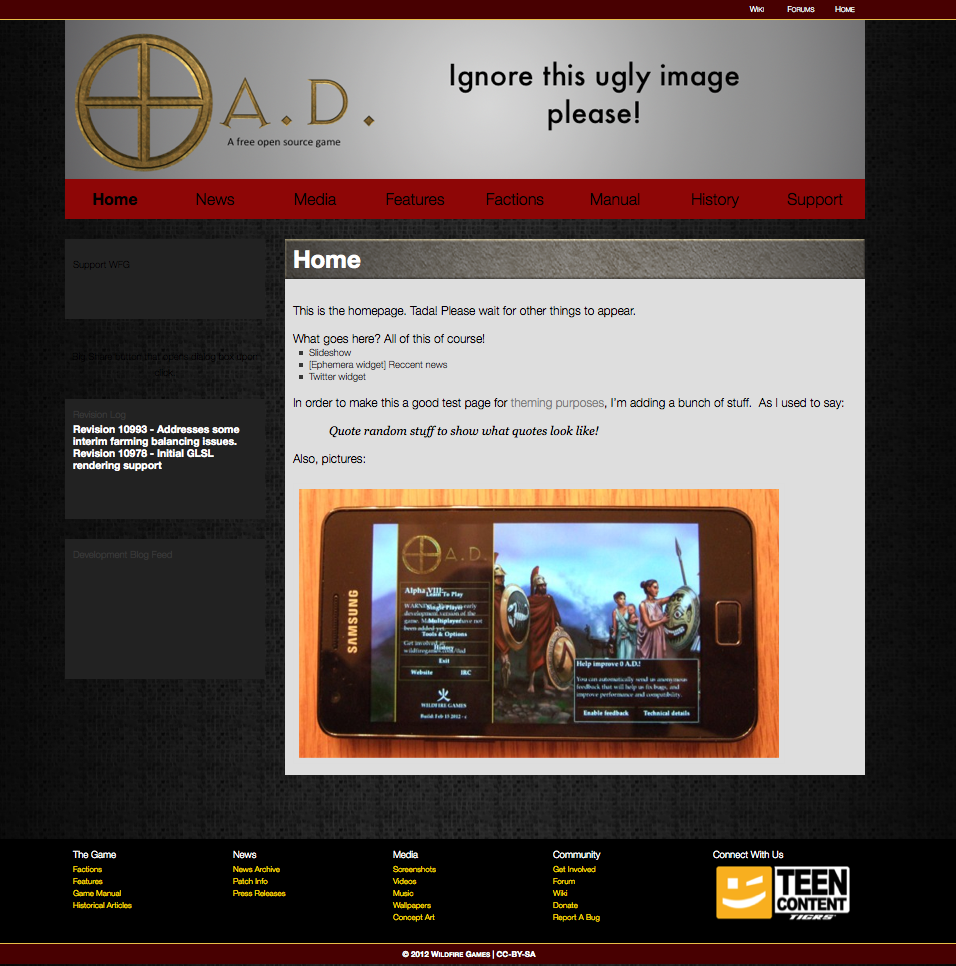 Wiki Forums Home
A.D.
A free open source game
Ignore this ugly image
please!
Home News Media Features Factions Manual History Support
Support WFG
Revision Log
Revision 10993 - Addresses some
interim farming balancing issues.
Revision 10978 - Initial GLSL
rendering support
Development Blog Feed
Home
This is the homepage. Tada! Please wait for other things to appear.
What goes here? All of this of course!
Slideshow
[Ephemera widget] Reccent news
Twitter widget
In order to make this a good test page for theming purposes, I'm adding a bunch of stuff. As I used to say:
Quote random stuff to show what quotes look like!
Also, pictures:
SAMSUNG
A.D.
Alpha VIII:
Learn To Play
Single Player
Multiplayer
Tools & Options
History
Exit
Website IRC
WILDFIRE GAMES
Build: Feb 15 2012
Help improve 0 A.D.!
You can automatically send us anonymous
feedback that will help us fix bugs, and
improve performance and compatibility.
Enable feedback Technical details
The Game
Factions
Features
Game Manual
Historical Articles
News
News Archive
Patch Info
Press Releases
Media
Screenshots
Videos
Music
Wallpapers
Concept Art
Community
Get Involved
Forum
Wiki
Donate
Report A Bug
Connect With Us
TEEN
CONTENT
TIGRS™
© 2012 Wildfire Games | CC-BY-SA